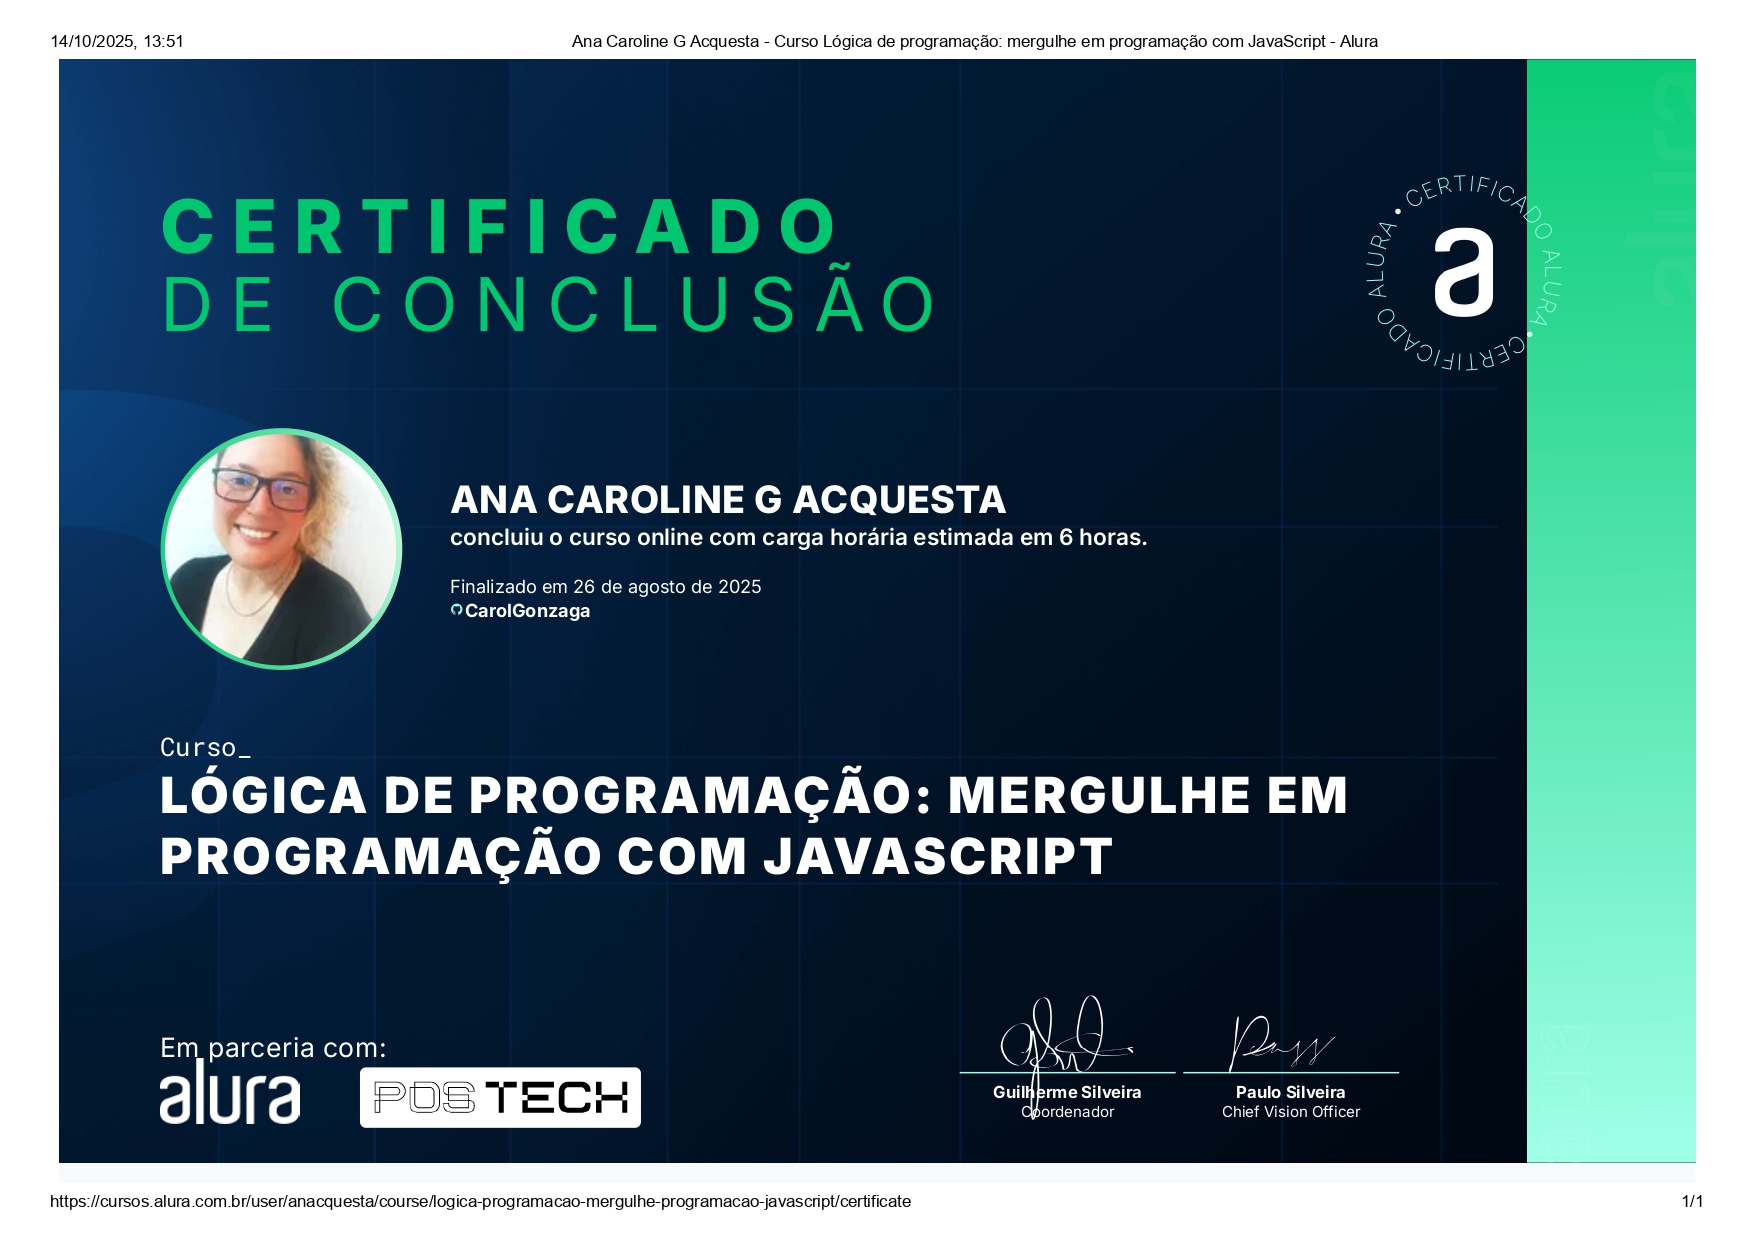 14/10/2025, 13:51
Ana Caroline G Acquesta - Curso Lógica de programação: mergulhe em programação com JavaScript - Alura
CERTIFICADO
DE CONCLUSÃO
CERTIFICADO ALURA • CERTIFICADO ALURA •
a
ANA CAROLINE G ACQUESTA
concluiu o curso online com carga horária estimada em 6 horas.
Finalizado em 26 de agosto de 2025
CarolGonzaga
Curso_
LÓGICA DE PROGRAMAÇÃO: MERGULHE EM
PROGRAMAÇÃO COM JAVASCRIPT
Em parceria com:
alura
POSTECH
Guilherme Silveira
Coordenador
Paulo Silveira
Chief Vision Officer
alura
alura
https://cursos.alura.com.br/user/anacquesta/course/logica-programacao-mergulhe-programacao-javascript/certificate
1/1